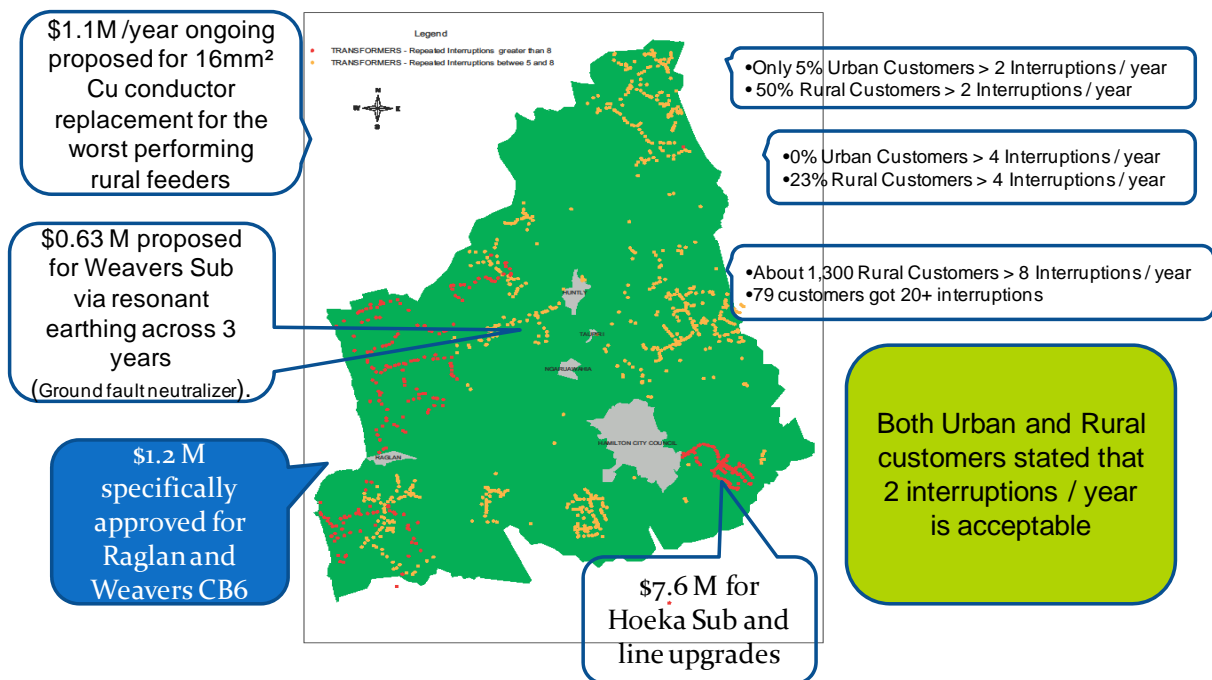 $1.1M /year ongoing
proposed for 16mm²
Cu conductor
replacement for the
worst performing
rural feeders
$0.63 M proposed
for Weavers Sub
via resonant
earthing across 3
years
(Ground fault neutralizer).
$1.2 M
specifically
approved for
Raglan and
Weavers CB6
Legend
TRANSFORMERS - Repeated Interruptions greater than 8
TRANSFORMERS - Repeated Interruptions betwee 5 and 8
N
W E
S
HUNTLY
TAUPIRI
NGARUAWAHIA
HAMILTON CITY COUNCIL
RAGLAN
•Only 5% Urban Customers > 2 Interruptions / year
•50% Rural Customers > 2 Interruptions / year
•0% Urban Customers > 4 Interruptions / year
•23% Rural Customers > 4 Interruptions / year
•About 1,300 Rural Customers > 8 Interruptions / year
•79 customers got 20+ interruptions
Both Urban and Rural
customers stated that
2 interruptions / year
is acceptable
$7.6 M for
Hoeka Sub and
line upgrades